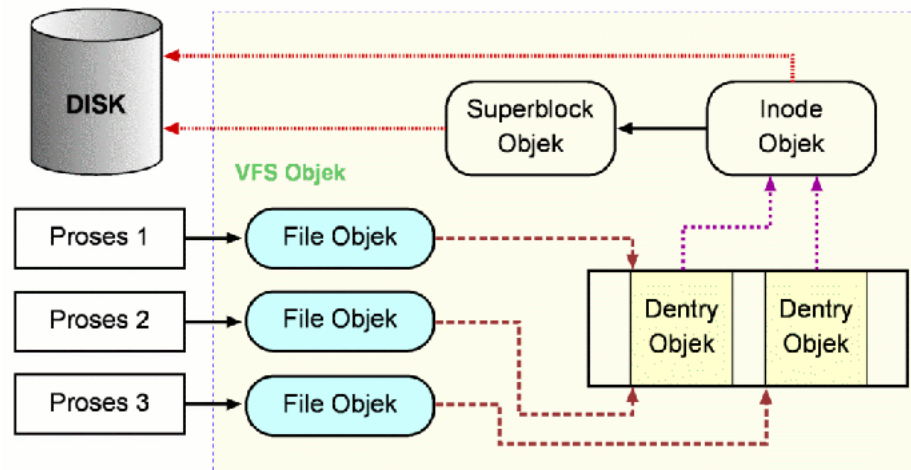 DISK
Superblock
Objek
Inode
Objek
VFS Objek
Proses 1
File Objek
Proses 2
File Objek
Dentry
Objek
Dentry
Objek
Proses 3
File Objek